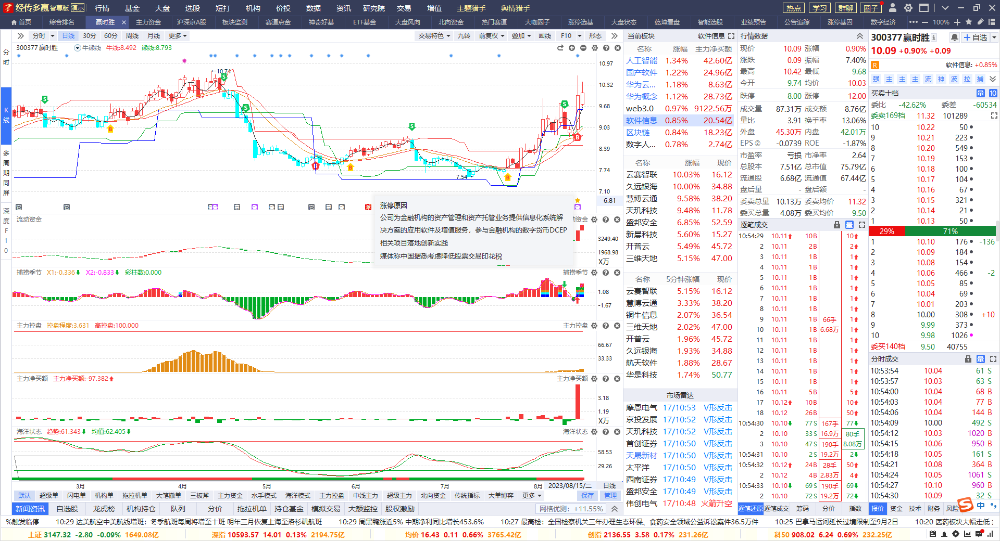 经传多赢 智尊版 演示 行情 基金 大盘 选股 短打 机构 价投 数据 资讯 研究院 交易 增值 主题猎手 舆情猎手 热点 学习 群聊 圈子
首页 综合排名 赢时胜 × 主力资金 沪深京A股 板块监测 赛道点金 神奇好基 ETF基金 大盘风向 北向资金 热门赛道 大咖圈子 涨停选基 大盘状态 乾坤看盘 智能选股 业绩预告 公告追踪 涨停基因 数字经济 ••• 100%
分时 日线 30分 60分 周线 月线 更多 交易特色 九转 前复权 叠加 画线 F10 形态
分时
K线
多周期同屏
深度F10
300377 赢时胜 牛熊线 牛线:8.492 熊线:8.793
10.97
10.32
9.68
9.03
8.39
7.74
7.10
6.81
←10.74
7.54
涨停原因
公司为金融机构的资产管理和资产托管业务提供信息化系统解
决方案的应用软件及增值服务，参与金融机构的数字货币DCEP
相关项目落地创新实践
媒体称中国据悉考虑降低股票交易印花税
流动资金
动资金
3249.40
1968.98
X万
捕捞季节 X1:-0.336 X2:-0.833 彩柱数:0.000
捕捞季节
1.08
-1.67
主力控盘 控盘程度:3.631 高控盘:100.000
主力控盘
66.67
33.33
主力净买额 主力净买额:-97.382
主力净买额
3.18
1.19
X万
海洋状态 趋势:61.343 均值:62.405
海洋状态
58.53
29.26
3月 4月 5月 6月 7月 8月 2023/08/15/二 日线
默认 超级单 闪电单 机构单 拖拉机单 大笔撤单 三板斧 主力资金 水手模式 海洋模式 主力控盘 中线主力 超级主力 北向资金 传统指标 大单博弈 更多 保存 管理
新闻资讯 自选股 龙虎榜 机构持仓 队列 分价 拖拉机单 持仓基金 模拟交易 大额监控 股权激励 网格优测：+11.55%
当前板块 软件信息
名称 涨幅 主力净买额
人工智能 1.34% 42.60亿
国产软件 1.22% 24.96亿
华为云... 1.18% 8.63亿
华为概念 1.12% 28.73亿
web3.0 0.97% 9122.56万
软件信息 0.85% 20.54亿
区块链 0.84% 18.23亿
数字人... 0.78% 2.74亿
名称 涨幅 现价
云赛智联 10.03% 16.12
久远银海 10.00% 34.88
慧博云通 9.58% 38.20
天玑科技 9.48% 11.78
盛邦安全 6.85% 52.59
新晨科技 5.60% 15.27
开普云 5.49% 45.72
三维天地 5.15% 47.00
名称 5分钟涨幅 现价
云赛智联 5.15% 16.12
慧博云通 3.33% 38.20
铜牛信息 2.07% 36.54
三维天地 2.02% 47.00
开普云 1.96% 45.72
久远银海 1.93% 34.88
航天软件 1.88% 28.67
华是科技 1.74% 50.77
市场雷达
摩恩电气 17/10:53 V形反击
京投发展 17/10:52 V形反击
天玑科技 17/10:52 V形反击
首创证券 17/10:50 V形反击
天晟新材 17/10:50 V形反击
太平洋 17/10:50 V形反击
西南证券 17/10:49 V形反击
盛邦安全 17/10:49 V形反击
伟创电气 17/10:48 火箭升空
行情数据
现价 10.09 涨幅 0.90%
涨跌 0.09 振幅 7.40%
最高 10.42 最低 9.68
今开 9.74 均价 10.03
跌停 8.00 涨停 12.00
成交量 87.31万 成交额 8.76亿
量比 3.91 换手率 13.06%
外盘 45.30万 内盘 42.01万
EPS② -0.0739 ROE -1.87%
市盈率 亏损 市净率 2.64
总股本 7.51亿 总市值 75.79亿
流通股 6.68亿 流通值 67.44亿
盘后量 - 盘后额 -
委卖总量 10.13万 委卖均价 11.32
委买总量 4.08万 委买均价 9.50
逐笔成交 量
10:54:29 10.11 10B 10
2 10.11 2B 2
3 10.11 1B 1
4 10.11 1B 1
5 10.11 1B 1
6 10.11 1B 1
7 10.11 1B 1
8 10.11 1B 1
9 10.11 1B 66手 1
10 10.11 1B 6.68万 1
11 10.11 1B 1
12 10.11 1B 1
13 10.11 1B 1
14 10.11 1B 1
15 10.11 1B 1
16 10.11 5B 5
17 10.12 10B 10
18 10.12 26B 50
10:54:30 10.10 77S 167手 77
2 10.10 33S 16.9万 80手
3 10.10 47S 190手 8.08万
10:54:31 10.10 2S 19.2万 2
10:54:32 10.12 24B 28手 50
2 10.12 4B 2.83万 4
10:54:33 10.10 69S 190手 69
2 10.10 72S 19.2万 72
逐笔还原 逐笔成交 筹码 分价 指数
300377 赢时胜 自选
10.09 +0.90% +0.09
R 软件信息: +0.85%
强 主 主 主 流 神 波 拉 捕
买卖十档 量 10
委比 -42.62% 委差 -60534
委卖169档 11.32 101289
10 10.22 50
9 10.21 223
8 10.20 549
7 10.19 153
6 10.18 100
5 10.17 104
4 10.16 67
3 10.15 321
2 10.14 21
1 10.13 50
29% 71%
1 10.10 176 -136
2 10.09 184
3 10.08 154
4 10.06 466 -2
5 10.05 85
6 10.04 69
7 10.01 203
8 10.00 308 +10
9 9.99 373
10 9.98 1026
委买140档 9.50 40755
分时成交 量
10:53:54 10.04 61 S
10:53:57 10.03 63 S
10:54:00 10.04 68 B
10:54:03 10.04 77 B
10:54:06 10.04 144 B
10:54:09 10.00 492 S
10:54:12 10.03 1020 B
10:54:15 10.06 950 B
10:54:18 10.05 161 S
10:54:21 10.08 364 B
10:54:24 10.05 1061 S
10:54:27 10.10 960 B
10:54:30 10.09 32 S
报价 资金 技术 财务 风险 中
%触发临停 10:29 达美航空中美航线增班：冬季航班每周将增至十班 明年三月恢复上海至洛杉矶航班 10:29 周黑鸭涨近5% 中期净利同比增长453.6% 10:27 最高检：全国检察机关三年办理生态环保、食药安全领域公益诉讼案件36.5万件 10:25 巴拿马运河延长过境限制至9月2日 10:20 医药板块大幅走低
上证 3147.32 -2.80 -0.09% 1649.08亿 深指 10593.57 14.01 0.13% 2194.75亿 均价 16.43 0.11 0.66% 3765.42亿 创指 2136.55 3.58 0.17% 231.26亿 科50 908.02 6.24 0.69% 232.25亿